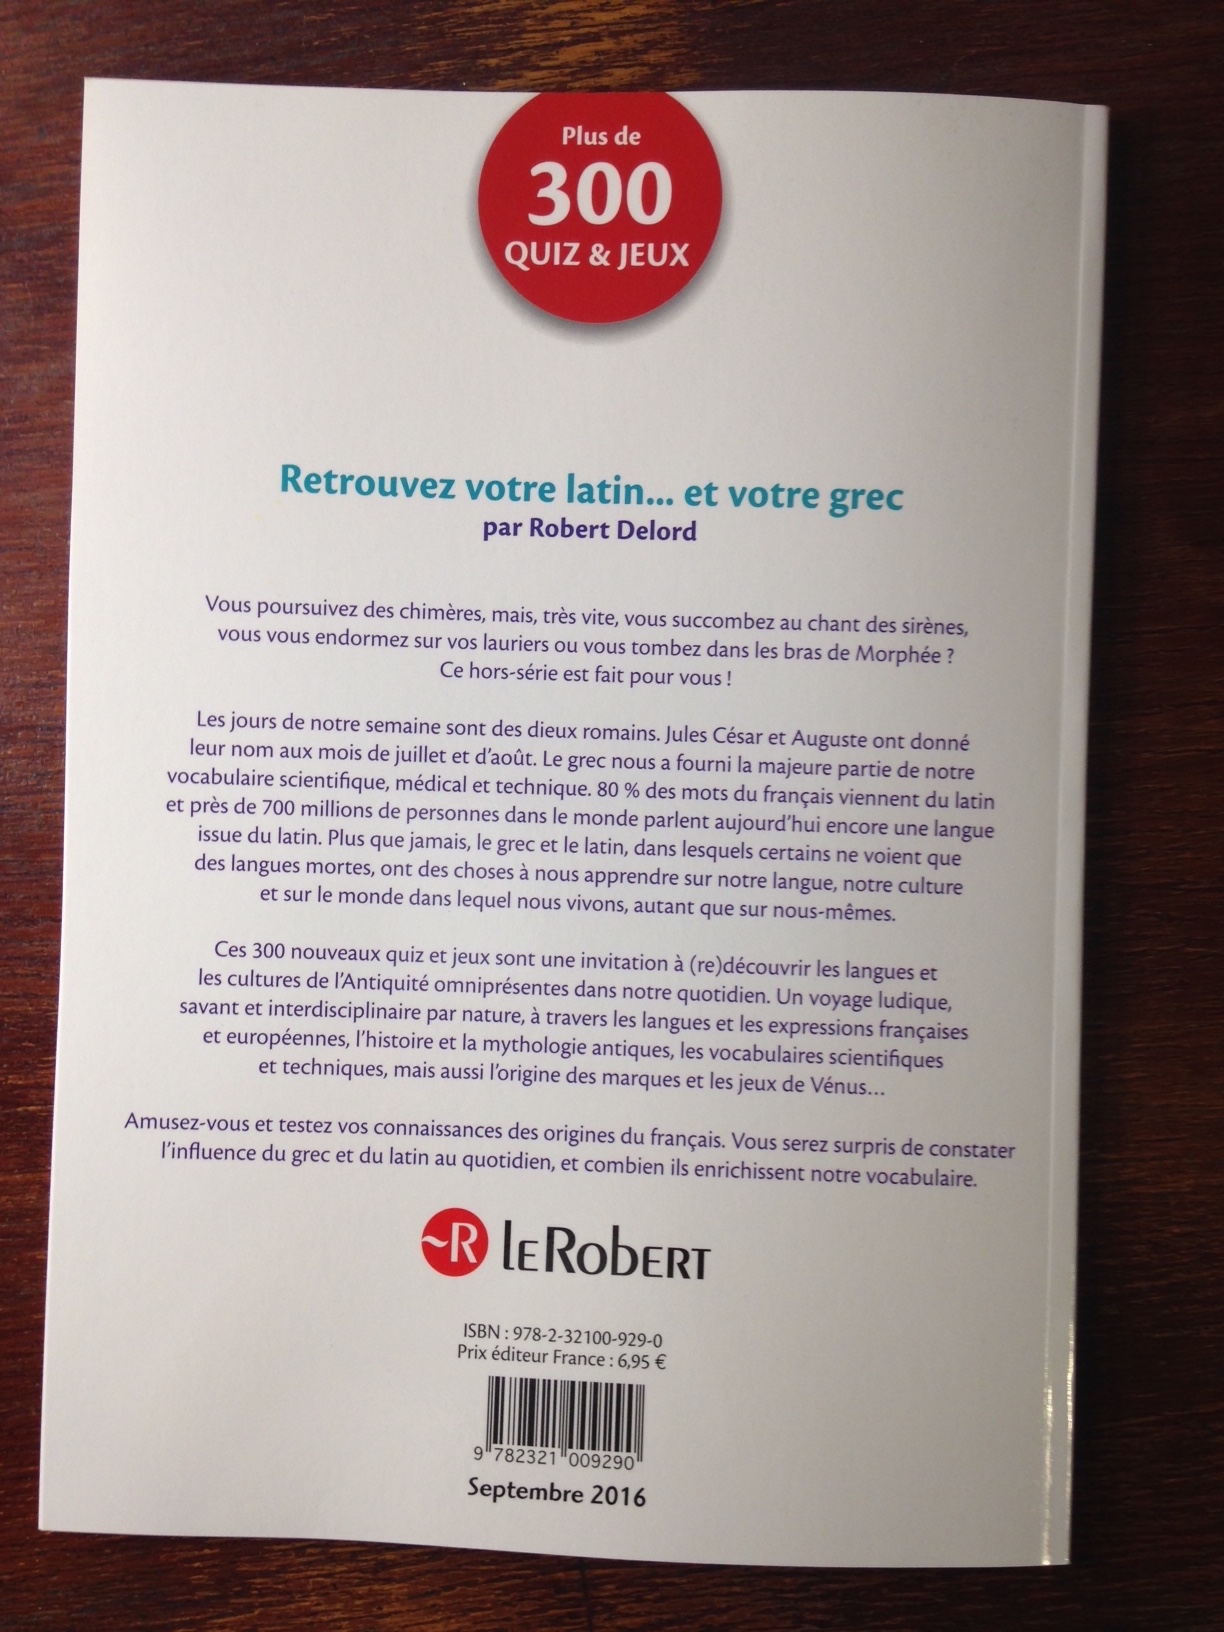 Plus de
300
QUIZ & JEUX
Retrouvez votre latin... et votre grec
par Robert Delord
Vous poursuivez des chimères, mais, très vite, vous succombez au chant des sirènes,
vous vous endormez sur vos lauriers ou vous tombez dans les bras de Morphée ?
Ce hors-série est fait pour vous !
Les jours de notre semaine sont des dieux romains. Jules César et Auguste ont donné
leur nom aux mois de juillet et d'août. Le grec nous a fourni la majeure partie de notre
vocabulaire scientifique, médical et technique. 80 % des mots du français viennent du latin
et près de 700 millions de personnes dans le monde parlent aujourd'hui encore une langue
issue du latin. Plus que jamais, le grec et le latin, dans lesquels certains ne voient que
des langues mortes, ont des choses à nous apprendre sur notre langue, notre culture
et sur le monde dans lequel nous vivons, autant que sur nous-mêmes.
Ces 300 nouveaux quiz et jeux sont une invitation à (re)découvrir les langues et
les cultures de l'Antiquité omniprésentes dans notre quotidien. Un voyage ludique,
savant et interdisciplinaire par nature, à travers les langues et les expressions françaises
et européennes, l'histoire et la mythologie antiques, les vocabulaires scientifiques
et techniques, mais aussi l'origine des marques et les jeux de Vénus...
Amusez-vous et testez vos connaissances des origines du français. Vous serez surpris de constater
l'influence du grec et du latin au quotidien, et combien ils enrichissent notre vocabulaire.
~R leRobert
ISBN : 978-2-32100-929-0
Prix éditeur France : 6,95 €
9 782321 009290
Septembre 2016